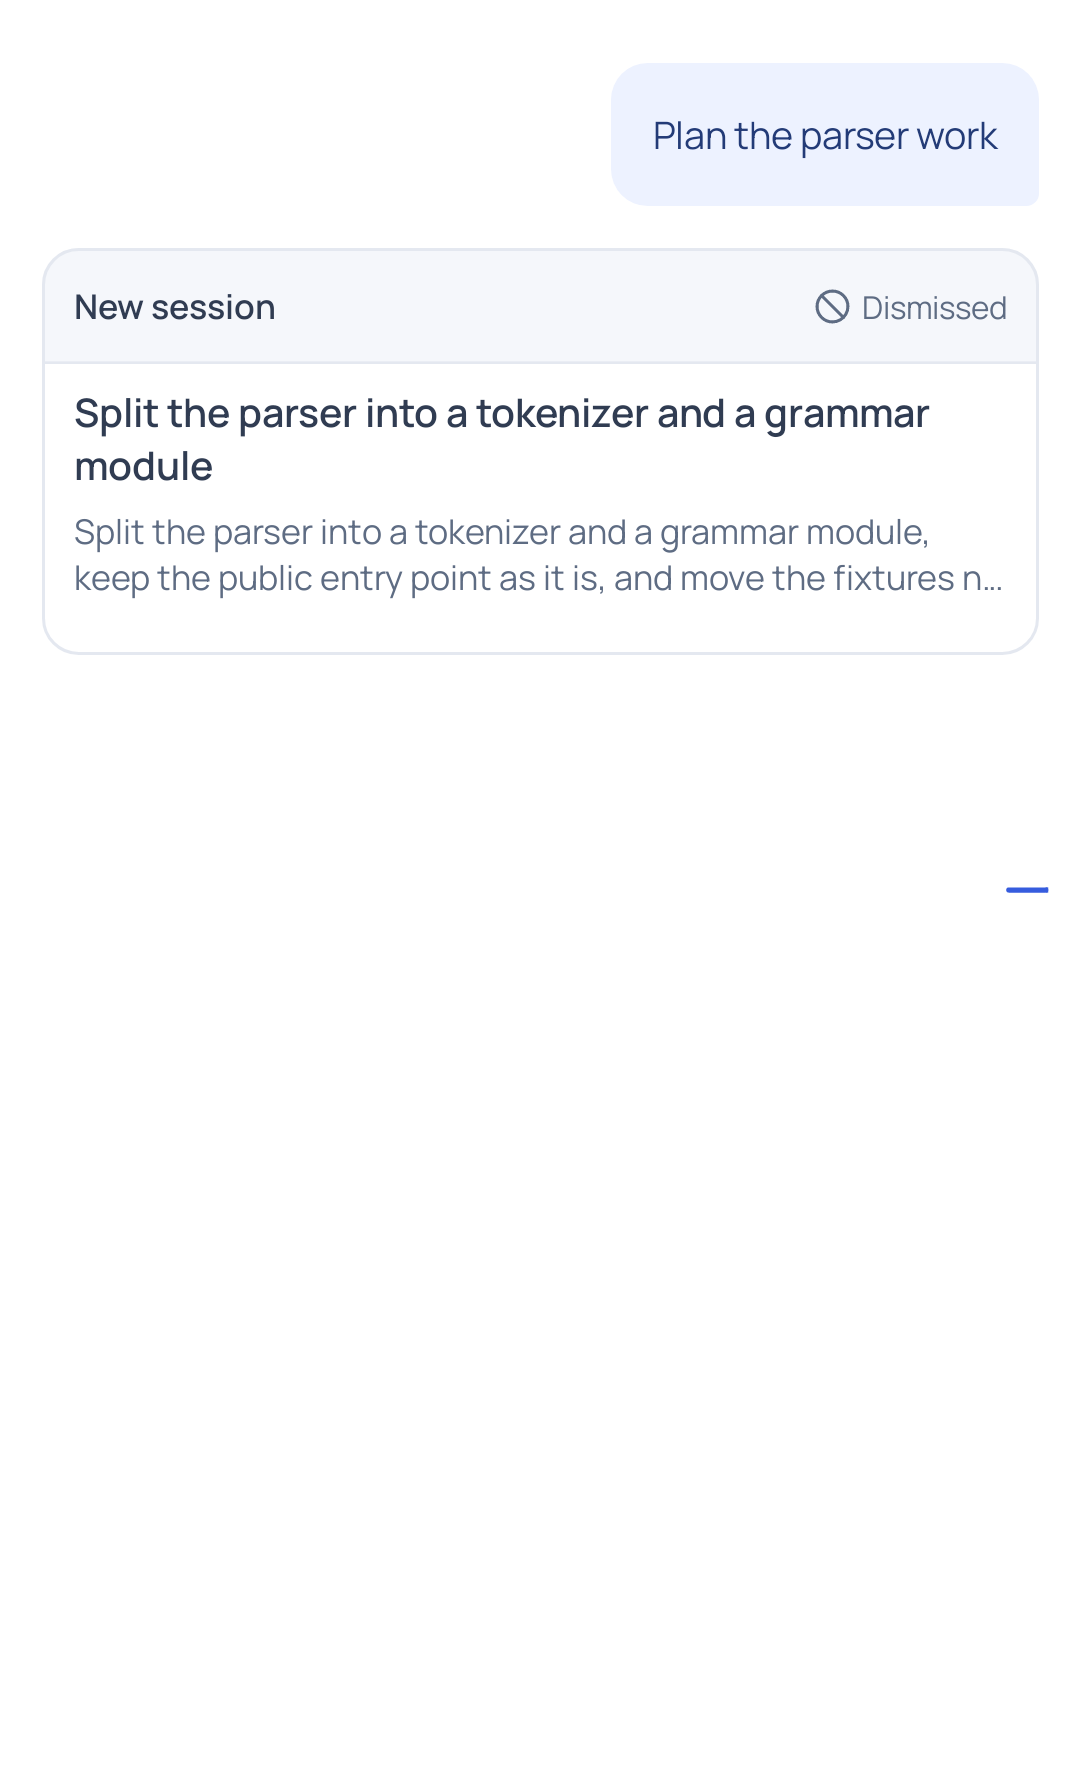 Plan the parser work
New session
Dismissed
Split the parser into a tokenizer and a grammar
module
Split the parser into a tokenizer and a grammar module,
keep the public entry point as it is, and move the fixtures n…